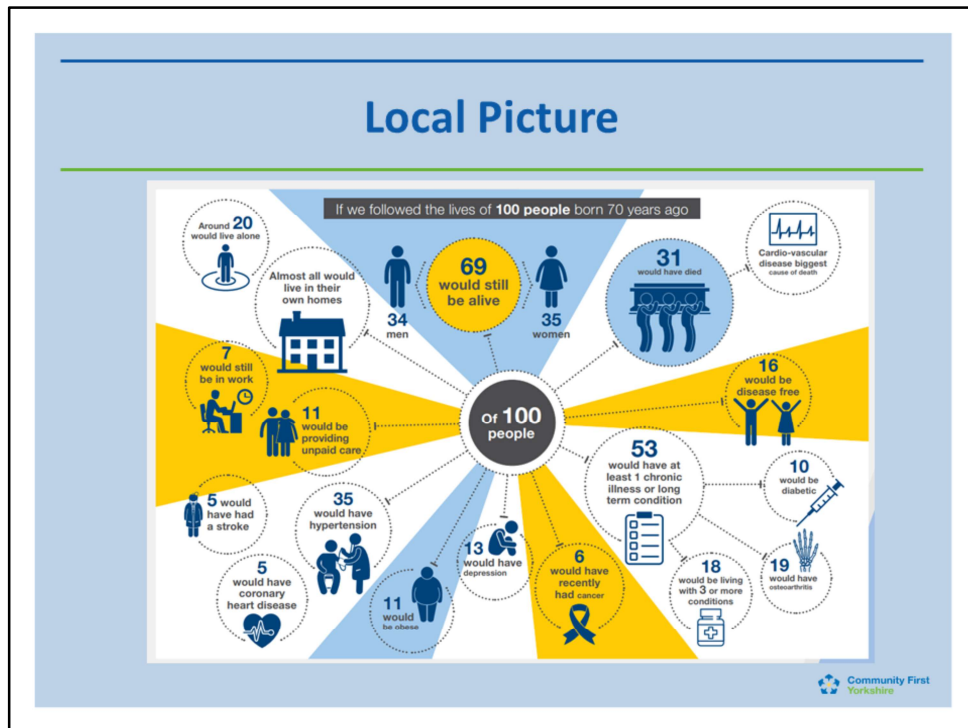 Local Picture
If we followed the lives of 100 people born 70 years ago
Around 20
would live alone
Almost all would
live in their
own homes
34
men
69
would still
be alive
35
women
31
would have died
Cardio-vascular
disease biggest
cause of death
7
would still
be in work
11
would be
providing
unpaid care
Of 100
people
16
would be
disease free
53
would have at
least 1 chronic
illness or long
term condition
10
would be
diabetic
5 would
have had
a stroke
35
would have
hypertension
13
would have
depression
6
would have
recently
had cancer
18
would be living
with 3 or more
conditions
19
would have
osteoarthritis
5
would have
coronary
heart disease
11
would
be obese
Community First
Yorkshire